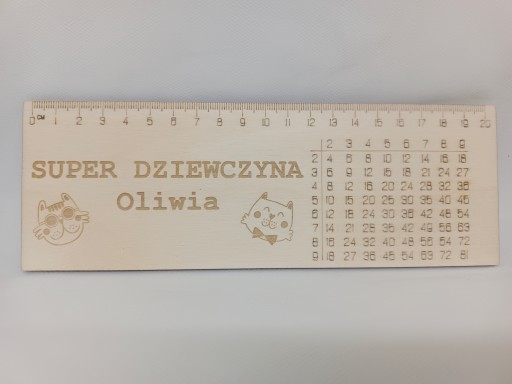 0 CM 1 2 3 4 5 6 7 8 9 10 11 12 13 14 15 16 17 18 19 20
SUPER DZIEWCZYNA
Oliwia
2 3 4 5 6 7 8 9
2 4 6 8 10 12 14 16 18
3 6 9 12 15 18 21 24 27
4 8 12 16 20 24 28 32 36
5 10 15 20 25 30 35 40 45
6 12 18 24 30 36 42 48 54
7 14 21 28 35 42 49 56 63
8 16 24 32 40 48 56 64 72
9 18 27 36 45 54 63 72 81